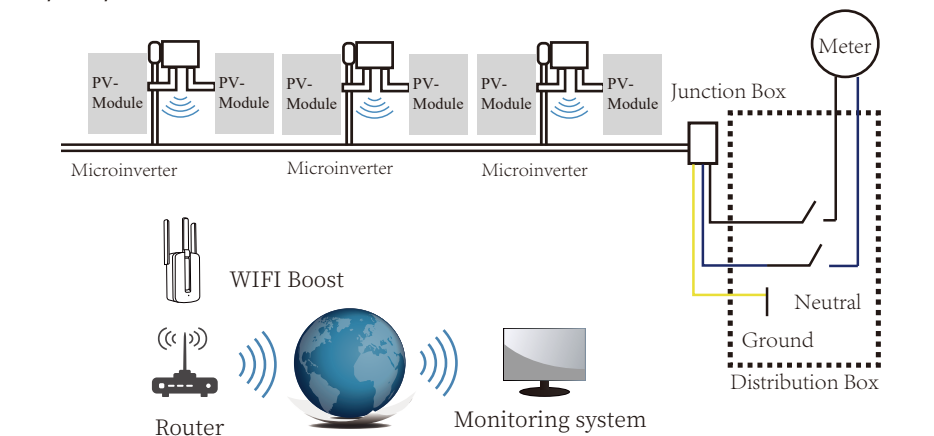 Meter
PV-
Module
PV-
Module
PV-
Module
PV-
Module
PV-
Module
PV-
Module
Junction Box
Microinverter
Microinverter
Microinverter
WIFI Boost
Neutral
Ground
Distribution Box
Router
Monitoring system